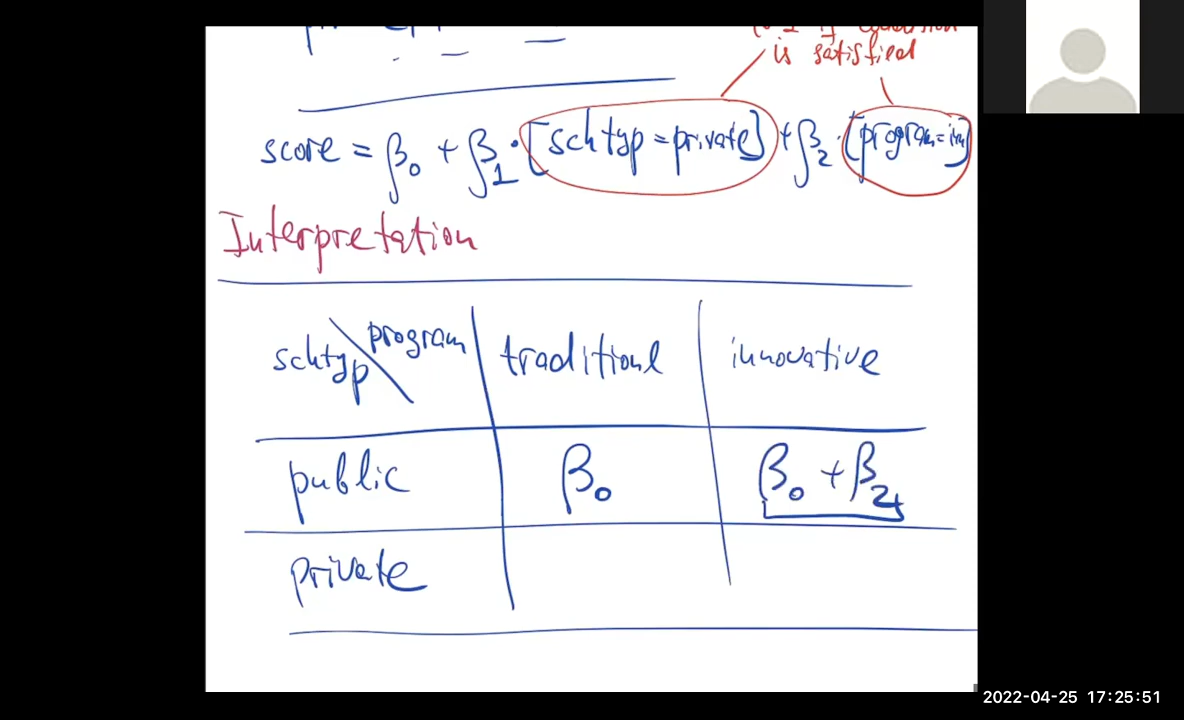 is satisfied
score = β₀ + β₁ · [schtyp = private] + β₂ · [program = inn]
Interpretation
schtyp \ program | traditionl | innovative
public | β₀ | β₀ + β₂
private
2022-04-25 17:25:51